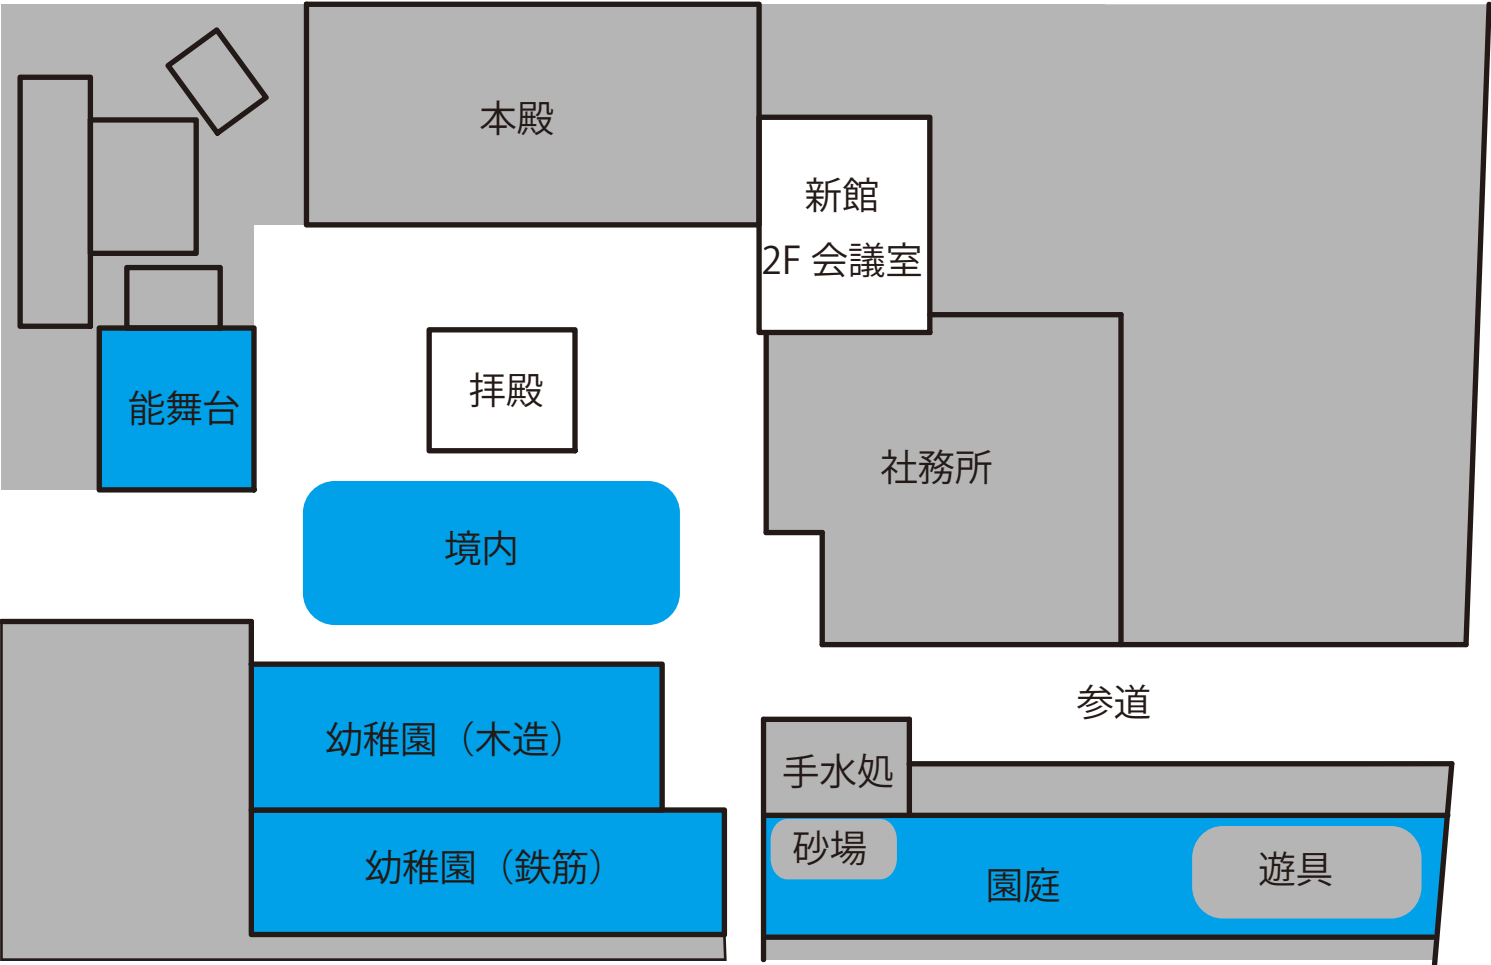 本殿
新館
2F 会議室
拝殿
能舞台
社務所
境内
参道
幼稚園（木造）
手水処
砂場
幼稚園（鉄筋）
園庭
遊具